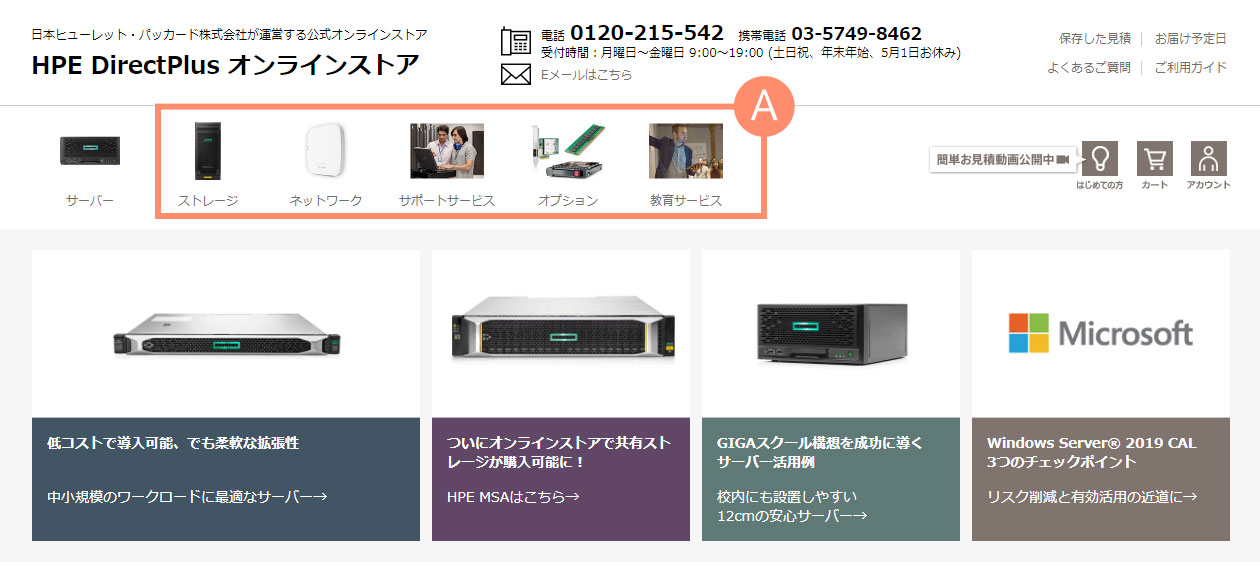 日本ヒューレット・パッカード株式会社が運営する公式オンラインストア
HPE DirectPlus オンラインストア
電話 0120-215-542 携帯電話 03-5749-8462
受付時間：月曜日～金曜日 9:00～19:00 (土日祝、年末年始、5月1日お休み)
Eメールはこちら
保存した見積 | お届け予定日
よくあるご質問 | ご利用ガイド
A
サーバー
ストレージ
ネットワーク
サポートサービス
オプション
教育サービス
簡単お見積動画公開中
はじめての方
カート
アカウント
Microsoft
低コストで導入可能、でも柔軟な拡張性
中小規模のワークロードに最適なサーバー→
ついにオンラインストアで共有スト
レージが購入可能に！
HPE MSAはこちら→
GIGAスクール構想を成功に導く
サーバー活用例
校内にも設置しやすい
12cmの安心サーバー→
Windows Server® 2019 CAL
3つのチェックポイント
リスク削減と有効活用の近道に→